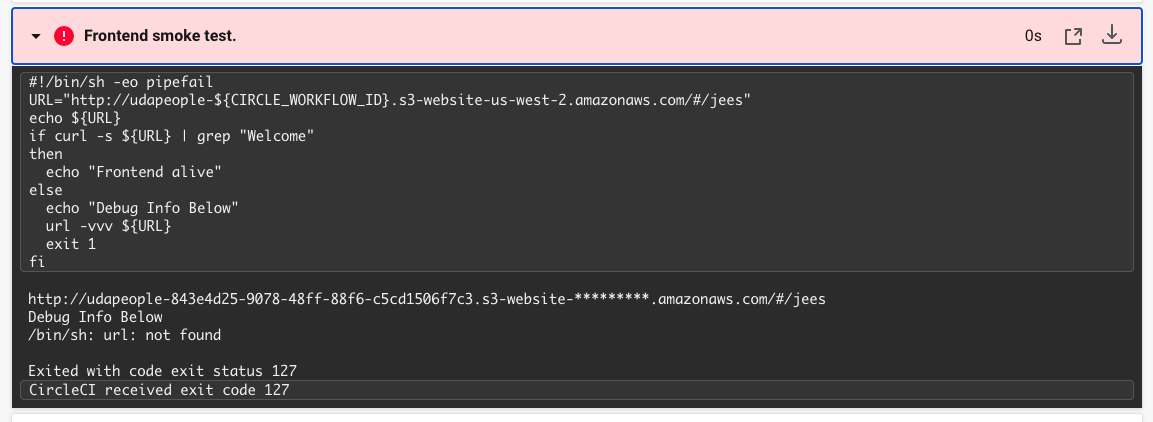 Frontend smoke test.
0s
#!/bin/sh -eo pipefail
URL="http://udapeople-${CIRCLE_WORKFLOW_ID}.s3-website-us-west-2.amazonaws.com/#/jees"
echo ${URL}
if curl -s ${URL} | grep "Welcome"
then
  echo "Frontend alive"
else
  echo "Debug Info Below"
  url -vvv ${URL}
  exit 1
fi
http://udapeople-843e4d25-9078-48ff-88f6-c5cd1506f7c3.s3-website-*********.amazonaws.com/#/jees
Debug Info Below
/bin/sh: url: not found
Exited with code exit status 127
CircleCI received exit code 127